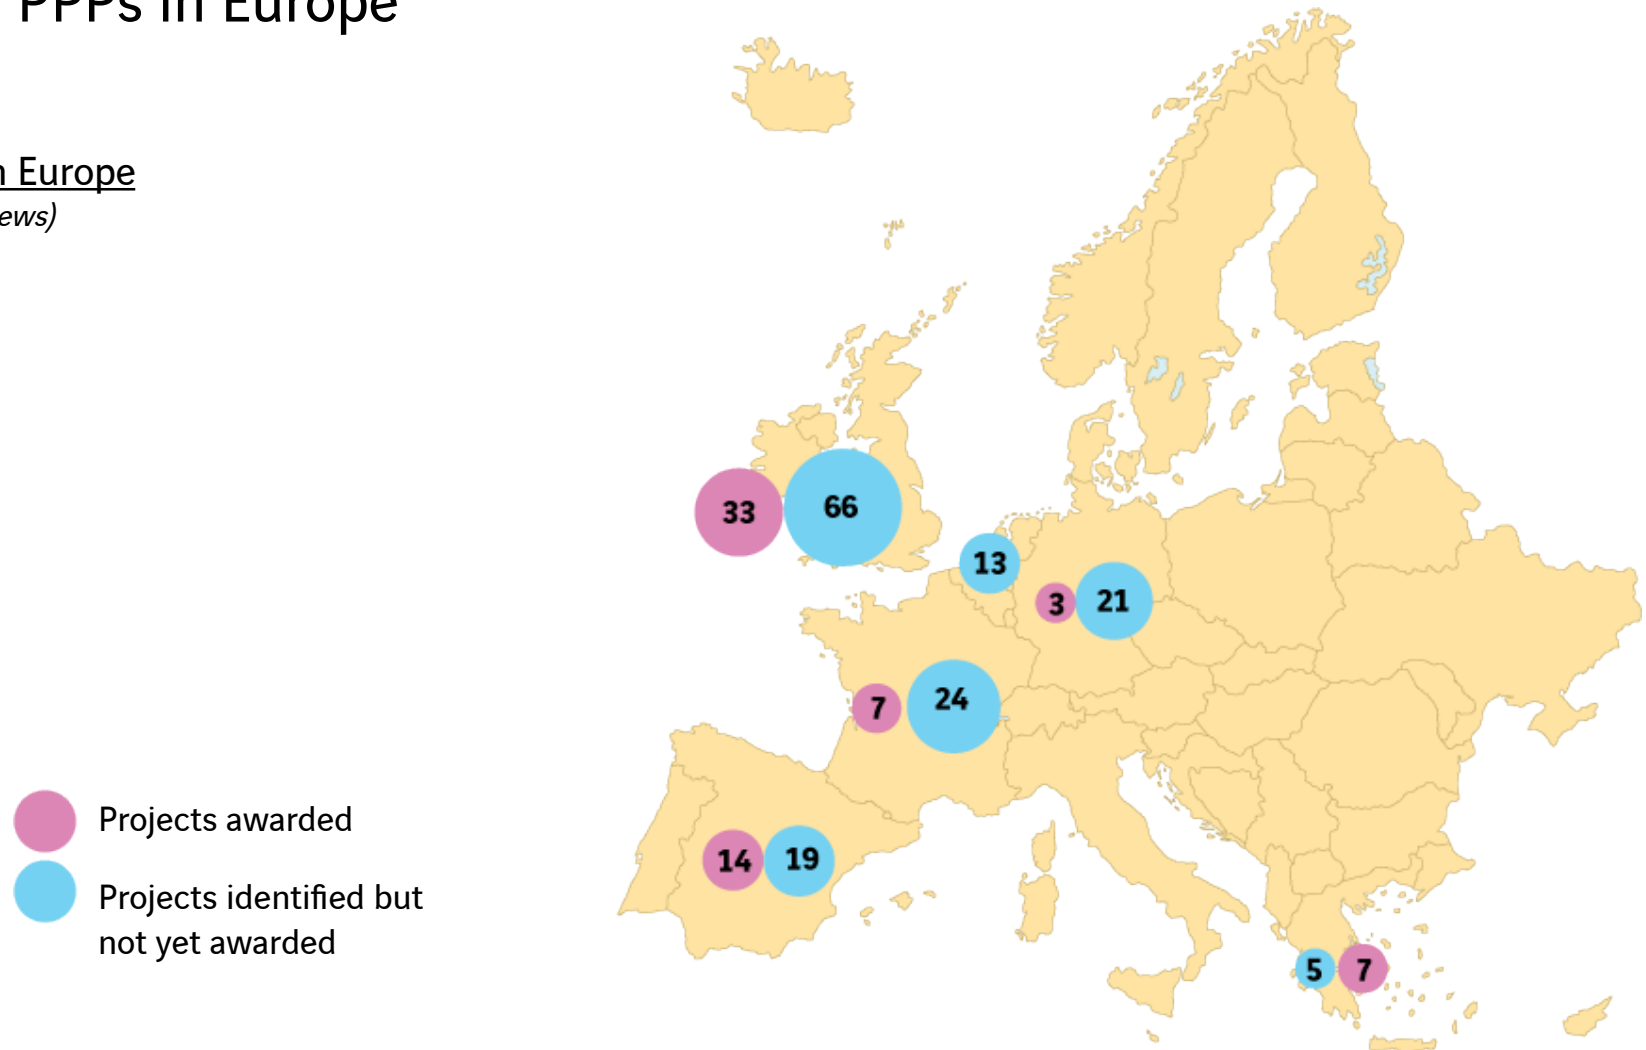 PPPs in Europe
n Europe
ews)
33
66
13
3
21
7
24
14
19
5
7
Projects awarded
Projects identified but
not yet awarded